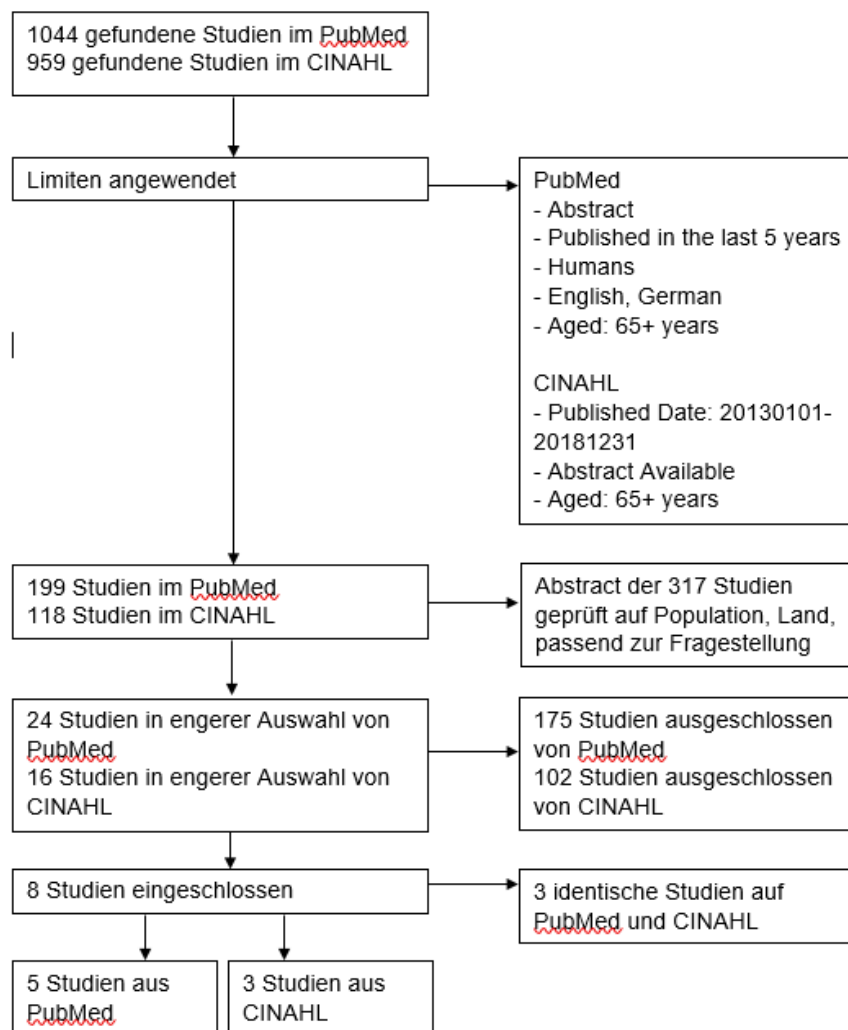 1044 gefundene Studien im PubMed
959 gefundene Studien im CINAHL
Limiten angewendet
PubMed
- Abstract
- Published in the last 5 years
- Humans
- English, German
- Aged: 65+ years
CINAHL
- Published Date: 20130101-
20181231
- Abstract Available
- Aged: 65+ years
199 Studien im PubMed
118 Studien im CINAHL
Abstract der 317 Studien
geprüft auf Population, Land,
passend zur Fragestellung
24 Studien in engerer Auswahl von
PubMed
16 Studien in engerer Auswahl von
CINAHL
175 Studien ausgeschlossen
von PubMed
102 Studien ausgeschlossen
von CINAHL
8 Studien eingeschlossen
3 identische Studien auf
PubMed und CINAHL
5 Studien aus
PubMed
3 Studien aus
CINAHL